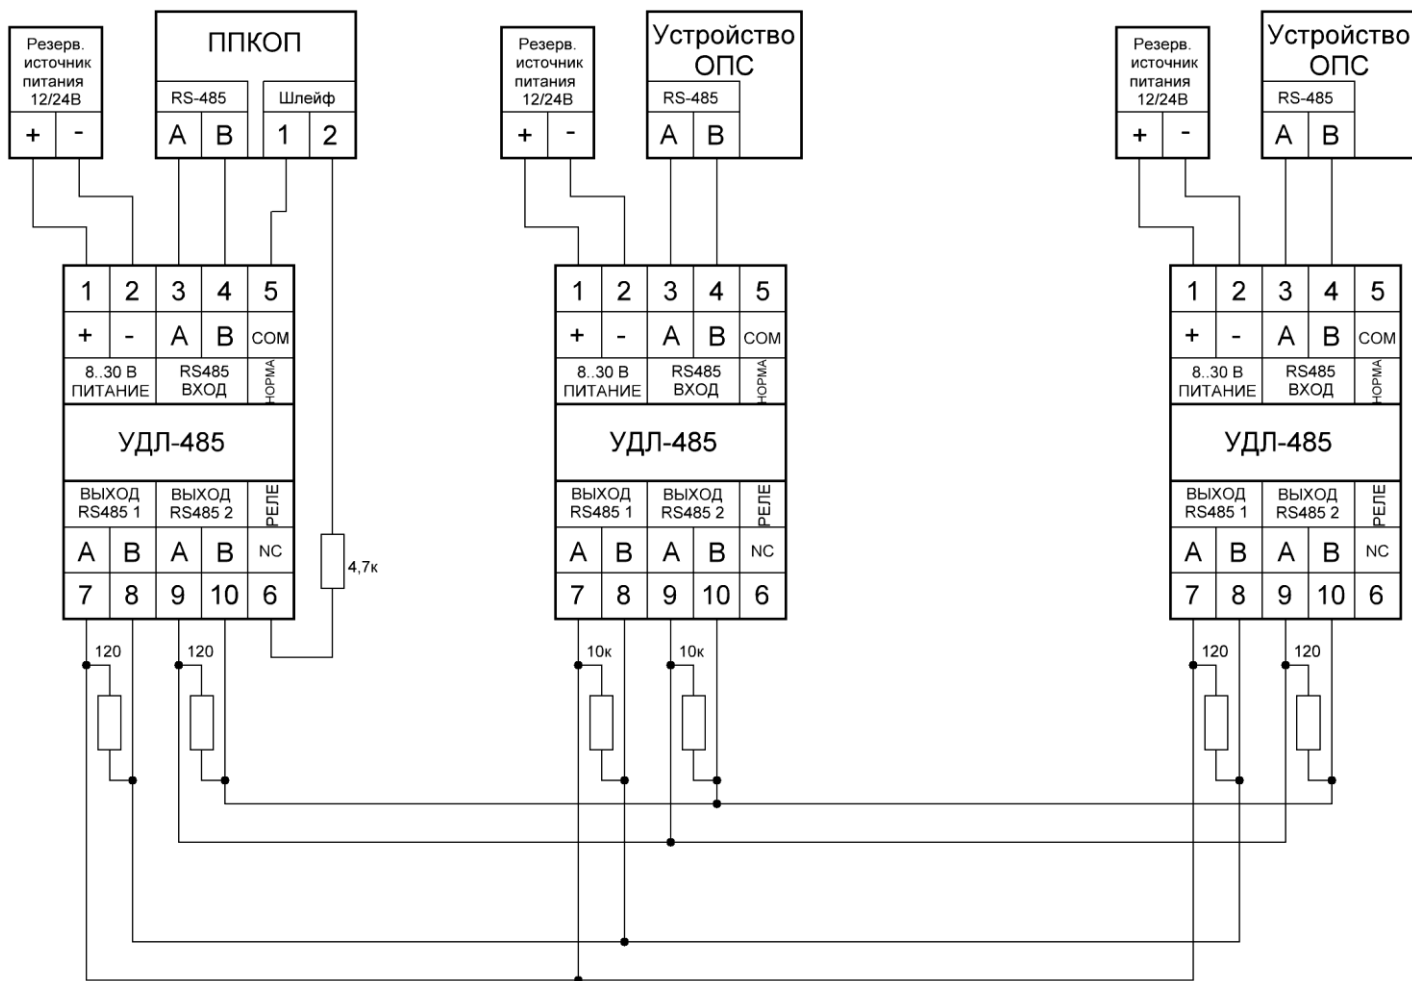 Резерв.
источник
питания
12/24В
+ -
ППКОП
RS-485 Шлейф
A B 1 2
Резерв.
источник
питания
12/24В
+ -
Устройство
ОПС
RS-485
A B
Резерв.
источник
питания
12/24В
+ -
Устройство
ОПС
RS-485
A B
1 2 3 4 5
+ - A B COM
8..30 В
ПИТАНИЕ
RS485
ВХОД
НОРМА
УДЛ-485
ВЫХОД
RS485 1
ВЫХОД
RS485 2
РЕЛЕ
A B A B NC
7 8 9 10 6
4,7к
120 120
1 2 3 4 5
+ - A B COM
8..30 В
ПИТАНИЕ
RS485
ВХОД
НОРМА
УДЛ-485
ВЫХОД
RS485 1
ВЫХОД
RS485 2
РЕЛЕ
A B A B NC
7 8 9 10 6
10к 10к
1 2 3 4 5
+ - A B COM
8..30 В
ПИТАНИЕ
RS485
ВХОД
НОРМА
УДЛ-485
ВЫХОД
RS485 1
ВЫХОД
RS485 2
РЕЛЕ
A B A B NC
7 8 9 10 6
120 120